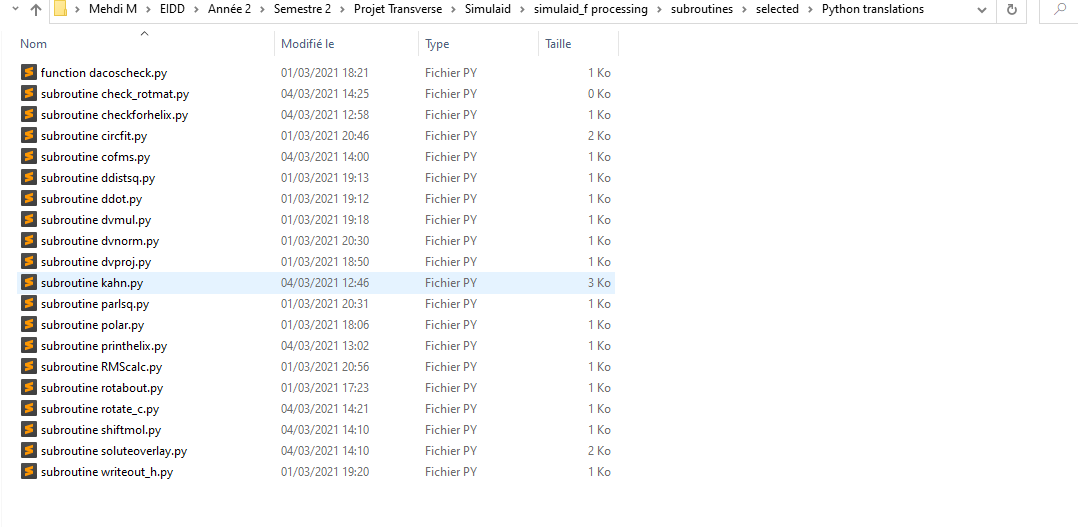 Mehdi M > EIDD > Année 2 > Semestre 2 > Projet Transverse > Simulaid > simulaid_f processing > subroutines > selected > Python translations
Nom Modifié le Type Taille
function dacoscheck.py 01/03/2021 18:21 Fichier PY 1 Ko
subroutine check_rotmat.py 04/03/2021 14:25 Fichier PY 0 Ko
subroutine checkforhelix.py 04/03/2021 12:58 Fichier PY 1 Ko
subroutine circfit.py 01/03/2021 20:46 Fichier PY 2 Ko
subroutine cofms.py 04/03/2021 14:00 Fichier PY 1 Ko
subroutine ddistsq.py 01/03/2021 19:13 Fichier PY 1 Ko
subroutine ddot.py 01/03/2021 19:12 Fichier PY 1 Ko
subroutine dvmul.py 01/03/2021 19:18 Fichier PY 1 Ko
subroutine dvnorm.py 01/03/2021 20:30 Fichier PY 1 Ko
subroutine dvproj.py 01/03/2021 18:50 Fichier PY 1 Ko
subroutine kahn.py 04/03/2021 12:46 Fichier PY 3 Ko
subroutine parlsq.py 01/03/2021 20:31 Fichier PY 1 Ko
subroutine polar.py 01/03/2021 18:06 Fichier PY 1 Ko
subroutine printhelix.py 04/03/2021 13:02 Fichier PY 1 Ko
subroutine RMScalc.py 01/03/2021 20:56 Fichier PY 1 Ko
subroutine rotabout.py 01/03/2021 17:23 Fichier PY 1 Ko
subroutine rotate_c.py 04/03/2021 14:21 Fichier PY 1 Ko
subroutine shiftmol.py 04/03/2021 14:10 Fichier PY 1 Ko
subroutine soluteoverlay.py 04/03/2021 14:10 Fichier PY 2 Ko
subroutine writeout_h.py 01/03/2021 19:20 Fichier PY 1 Ko